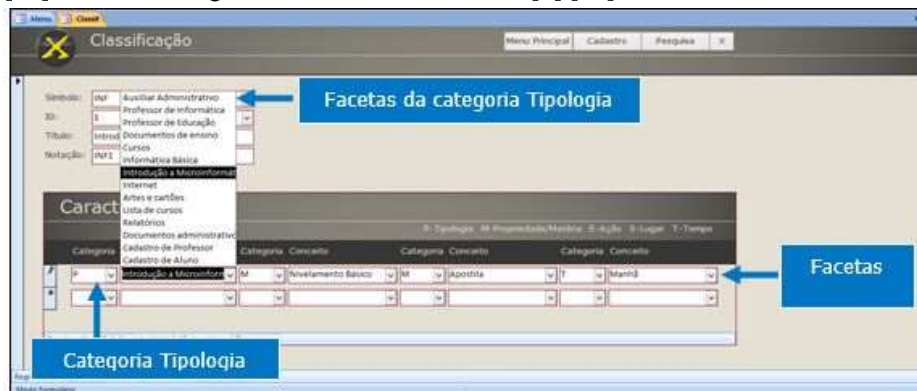 Menu Classif
Classificação
Menu Principal Cadastro Pesquisa X
Símbolo: INF
Auxiliar Administrativo
Professor de Informática
Professor de Educação
Documentos de ensino
Cursos
Informática Básica
Introdução a Microinformat
Internet
Artes e cartões
Lista de cursos
Relatórios
Documentos administrativo
Cadastro de Professor
Cadastro de Aluno
ID: 1
Título: Introd
Notação: INF1
Facetas da categoria Tipologia
Caract
P-Tipologia M-Propriedade/Matéria E-Ação S-Lugar T-Tempo
Categoria Categoria Conceito Categoria Conceito Categoria Conceito
P Introdução a Microinform M Nivelamento Básico M Apostila T Manhã
Facetas
Categoria Tipologia